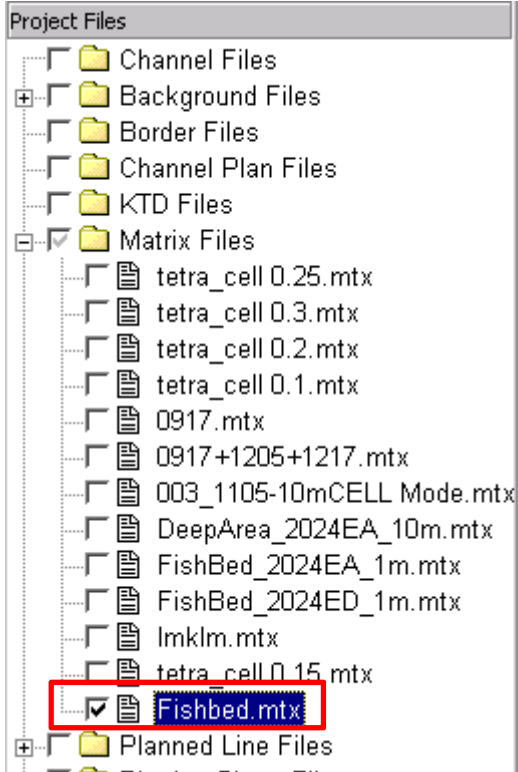 Project Files
Channel Files
Background Files
Border Files
Channel Plan Files
KTD Files
Matrix Files
tetra_cell 0.25.mtx
tetra_cell 0.3.mtx
tetra_cell 0.2.mtx
tetra_cell 0.1.mtx
0917.mtx
0917+1205+1217.mtx
003_1105-10mCELL Mode.mtx
DeepArea_2024EA_10m.mtx
FishBed_2024EA_1m.mtx
FishBed_2024ED_1m.mtx
lmklm.mtx
tetra_cell 0.15.mtx
Fishbed.mtx
Planned Line Files